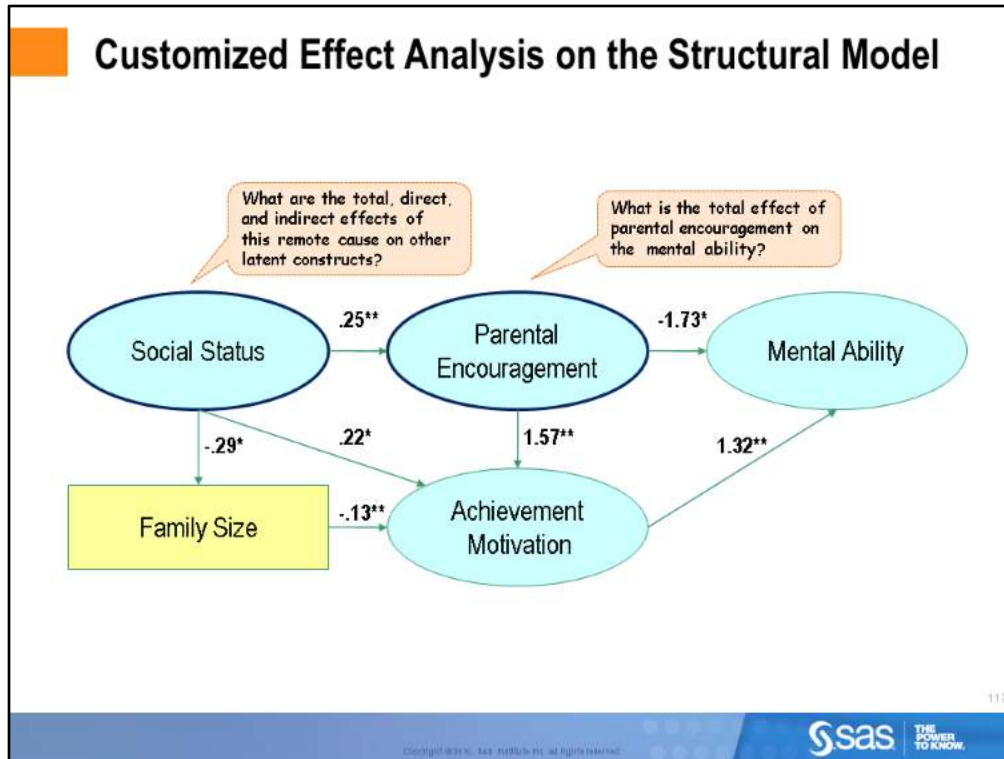 Customized Effect Analysis on the Structural Model
What are the total, direct,
and indirect effects of
this remote cause on other
latent constructs?
What is the total effect of
parental encouragement on
the mental ability?
Social Status
.25**
Parental
Encouragement
-1.73*
Mental Ability
-.29*
.22*
1.57**
1.32**
Family Size
-.13**
Achievement
Motivation
sas
THE
POWER
TO KNOW.